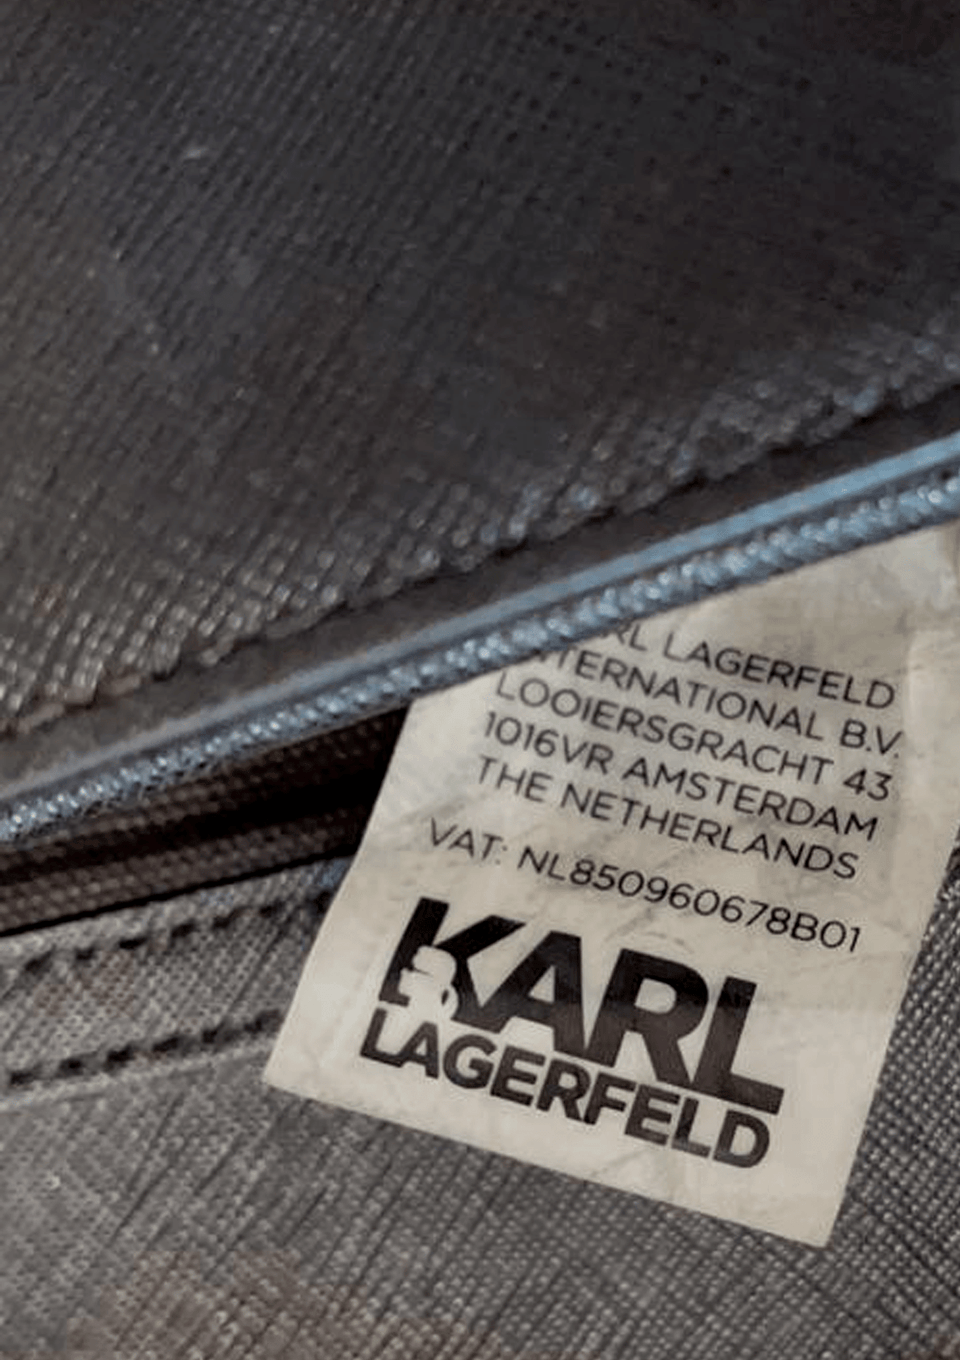 RL LAGERFELD
TERNATIONAL B.V.
LOOIERSGRACHT 43
1016VR AMSTERDAM
THE NETHERLANDS
VAT: NL850960678B01
KARL
LAGERFELD